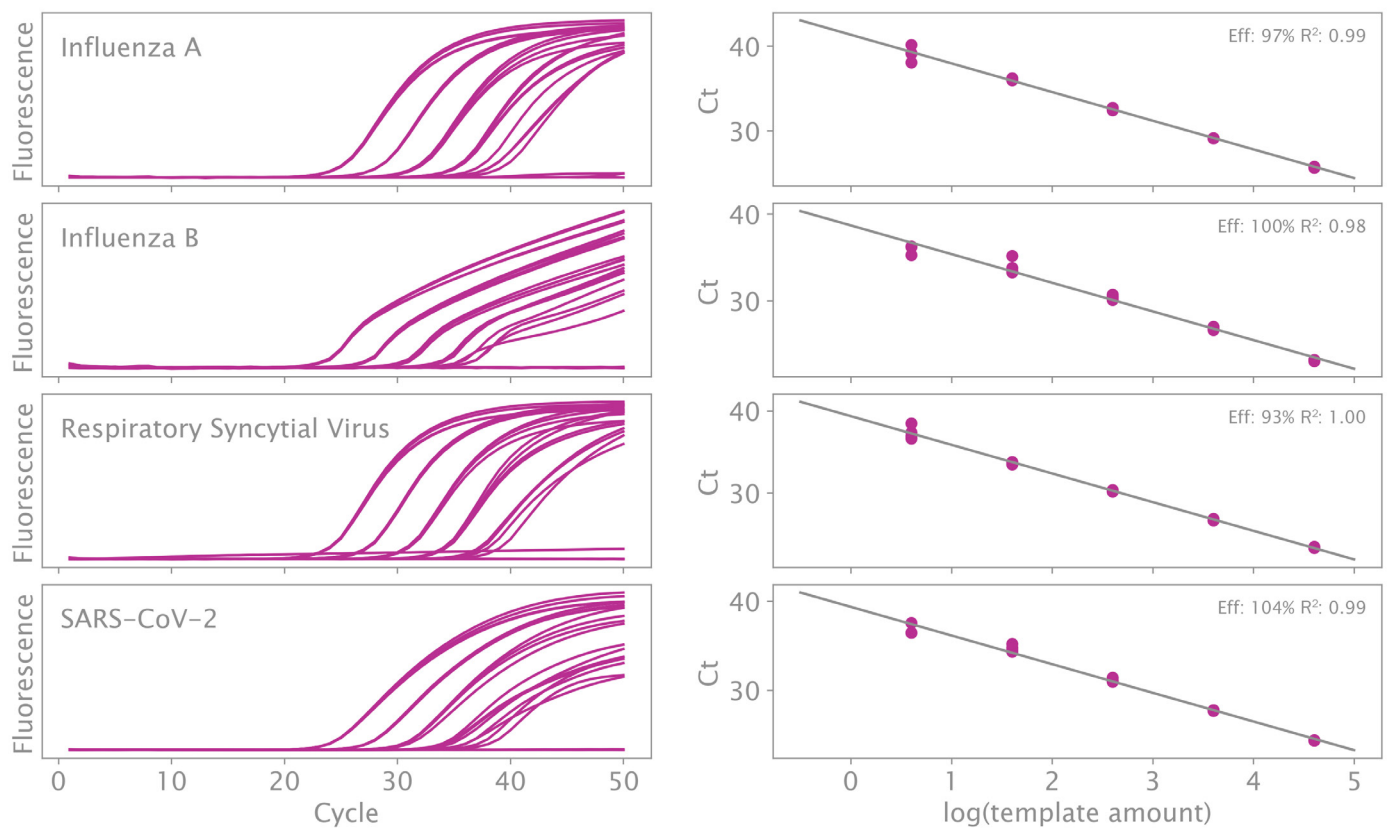 Fluorescence
Influenza A
Ct
40
30
Eff: 97% R²: 0.99
Fluorescence
Influenza B
Ct
40
30
Eff: 100% R²: 0.98
Fluorescence
Respiratory Syncytial Virus
Ct
40
30
Eff: 93% R²: 1.00
Fluorescence
SARS-CoV-2
Ct
40
30
Eff: 104% R²: 0.99
0 10 20 30 40 50
Cycle
0 1 2 3 4 5
log(template amount)